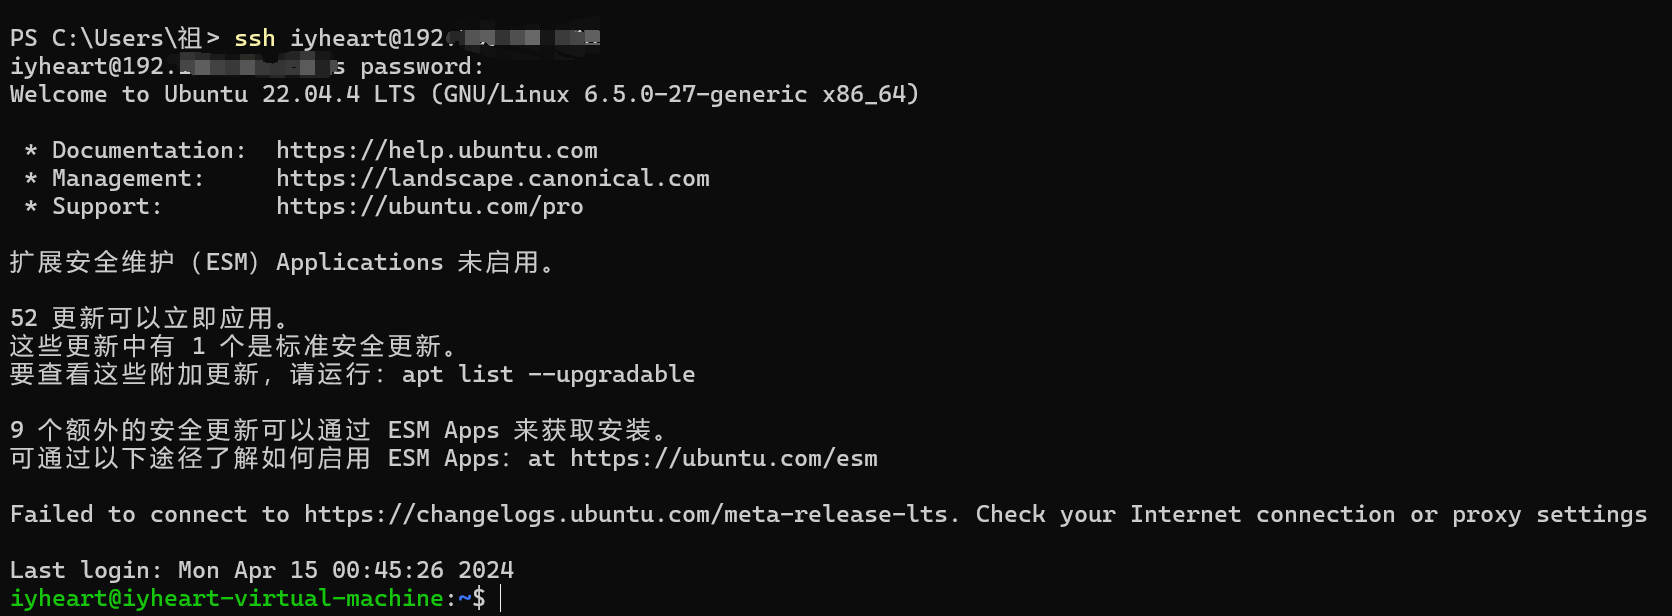 PS C:\Users\祖> ssh iyheart@192.
iyheart@192. s password:
Welcome to Ubuntu 22.04.4 LTS (GNU/Linux 6.5.0-27-generic x86_64)
* Documentation:  https://help.ubuntu.com
* Management:     https://landscape.canonical.com
* Support:        https://ubuntu.com/pro
扩展安全维护（ESM）Applications 未启用。
52 更新可以立即应用。
这些更新中有 1 个是标准安全更新。
要查看这些附加更新，请运行：apt list --upgradable
9 个额外的安全更新可以通过 ESM Apps 来获取安装。
可通过以下途径了解如何启用 ESM Apps：at https://ubuntu.com/esm
Failed to connect to https://changelogs.ubuntu.com/meta-release-lts. Check your Internet connection or proxy settings
Last login: Mon Apr 15 00:45:26 2024
iyheart@iyheart-virtual-machine:~$